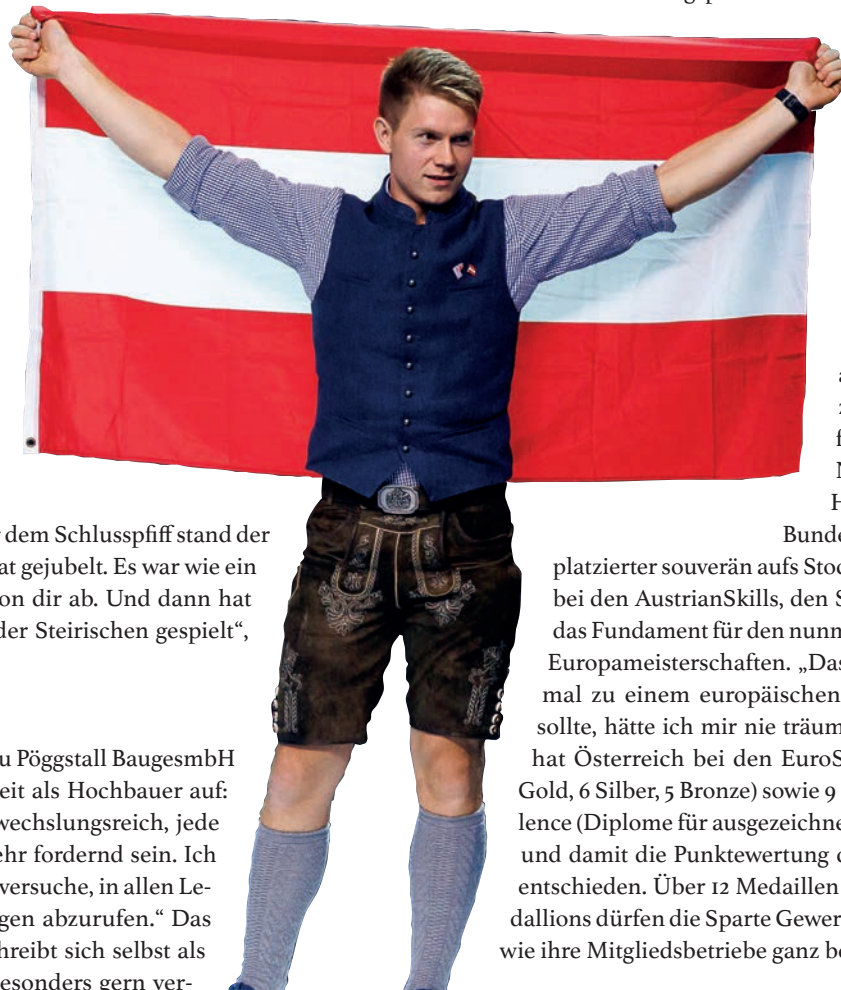 r dem Schlusspfiff stand der
at gejubelt. Es war wie ein
on dir ab. Und dann hat
der Steirischen gespielt“,
u Pöggstall BaugesmbH
eit als Hochbauer auf:
wechslungsreich, jede
ehr fordernd sein. Ich
versuche, in allen Le-
gen abzurufen.“ Das
hreibt sich selbst als
esonders gern ver-
Bunde
platzierter souverän aufs Stoc
bei den AustrianSkills, den S
das Fundament für den nunm
Europameisterschaften. „Das
mal zu einem europäischen
sollte, hätte ich mir nie träum
hat Österreich bei den EuroS
Gold, 6 Silber, 5 Bronze) sowie 9
lence (Diplome für ausgezeichne
und damit die Punktewertung d
entschieden. Über 12 Medaillen
dallions dürfen die Sparte Gewer
wie ihre Mitgliedsbetriebe ganz be